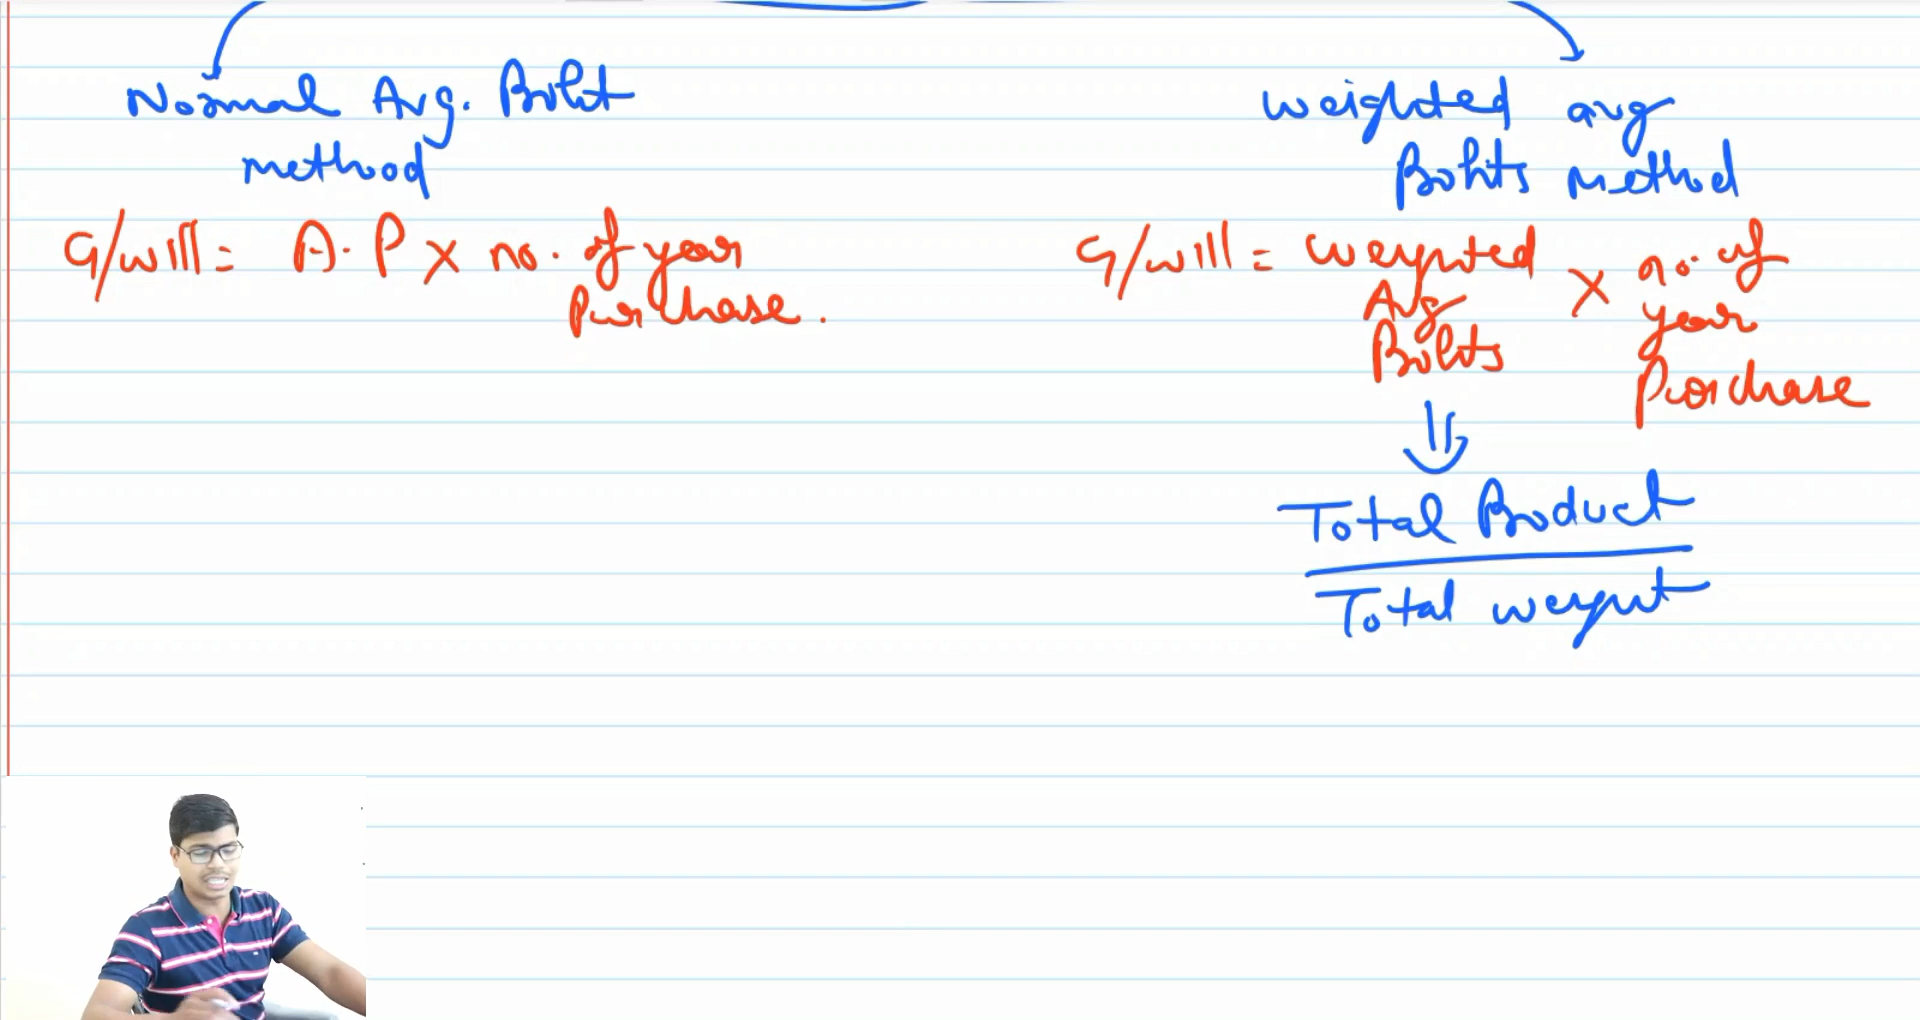 Normal Avg. Profit
method
G/will = A.P X no. of year
Purchase.
weighted avg
Profits method
G/will = weighted
Avg
Profits
X no. of
year
Purchase
Total Product
Total weight